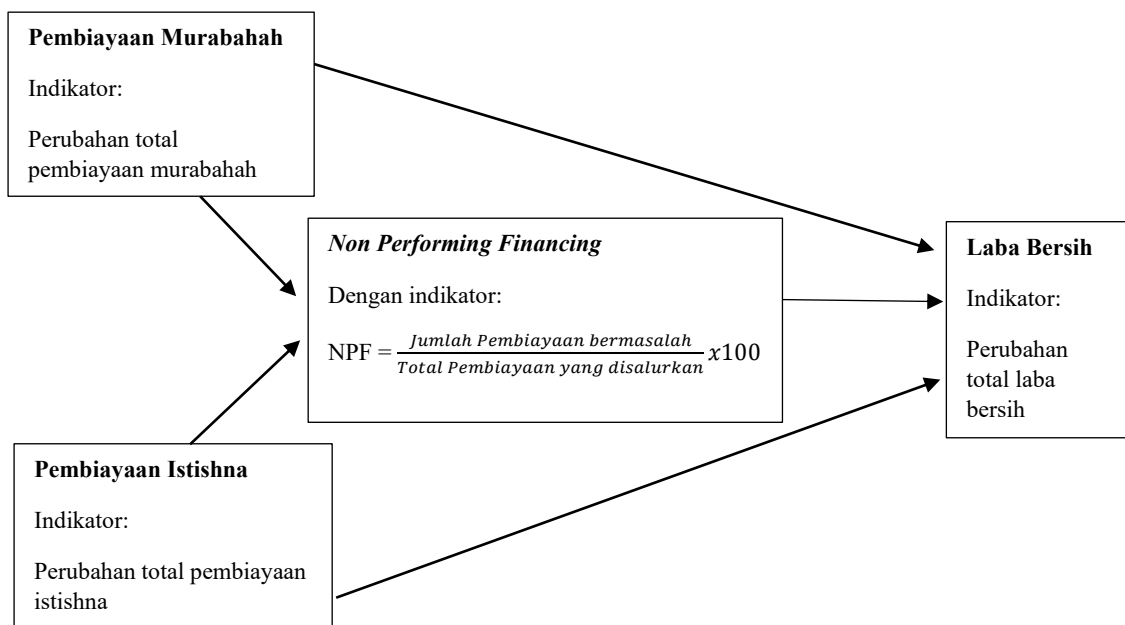 Pembiayaan Murabahah
Indikator:
Perubahan total
pembiayaan murabahah
Non Performing Financing
Dengan indikator:
NPF = Jumlah Pembiayaan bermasalah / Total Pembiayaan yang disalurkan x100
Laba Bersih
Indikator:
Perubahan
total laba
bersih
Pembiayaan Istishna
Indikator:
Perubahan total pembiayaan
istishna